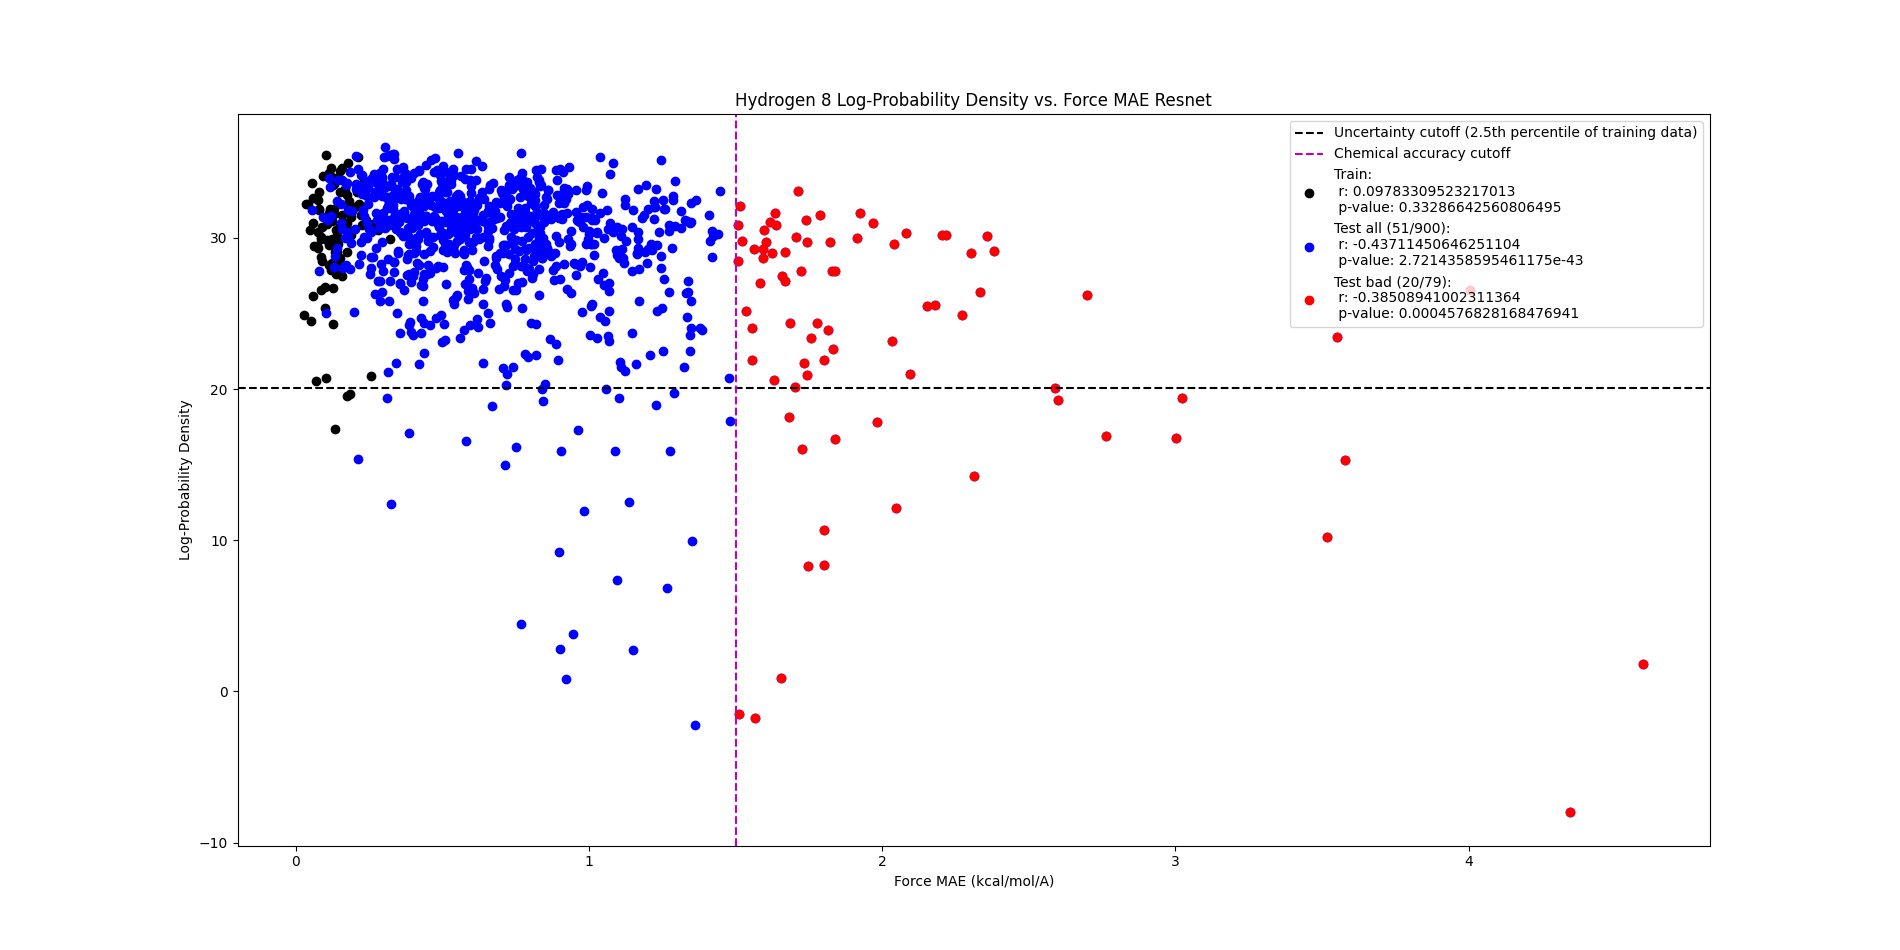 Hydrogen 8 Log-Probability Density vs. Force MAE Resnet
Uncertainty cutoff (2.5th percentile of training data)
Chemical accuracy cutoff
Train:
r: 0.09783309523217013
p-value: 0.33286642560806495
Test all (51/900):
r: -0.43711450646251104
p-value: 2.7214358595461175e-43
Test bad (20/79):
r: -0.38508941002311364
p-value: 0.0004576828168476941
Log-Probability Density
30
20
10
0
−10
0 1 2 3 4
Force MAE (kcal/mol/A)